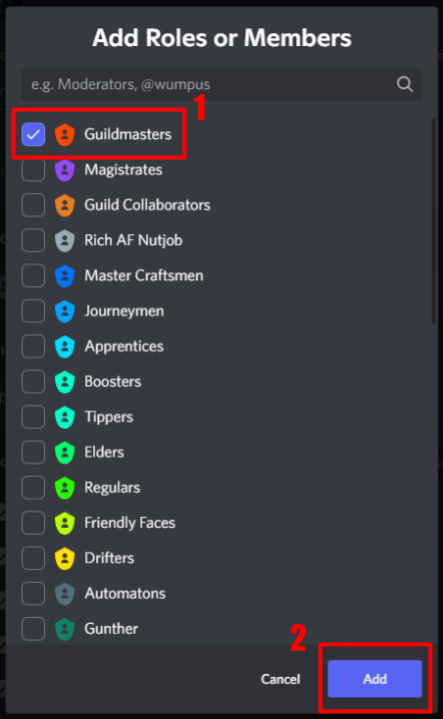 Add Roles or Members
e.g. Moderators, @wumpus
1
Guildmasters
Magistrates
Guild Collaborators
Rich AF Nutjob
Master Craftsmen
Journeymen
Apprentices
Boosters
Tippers
Elders
Regulars
Friendly Faces
Drifters
Automatons
Gunther
2
Cancel Add